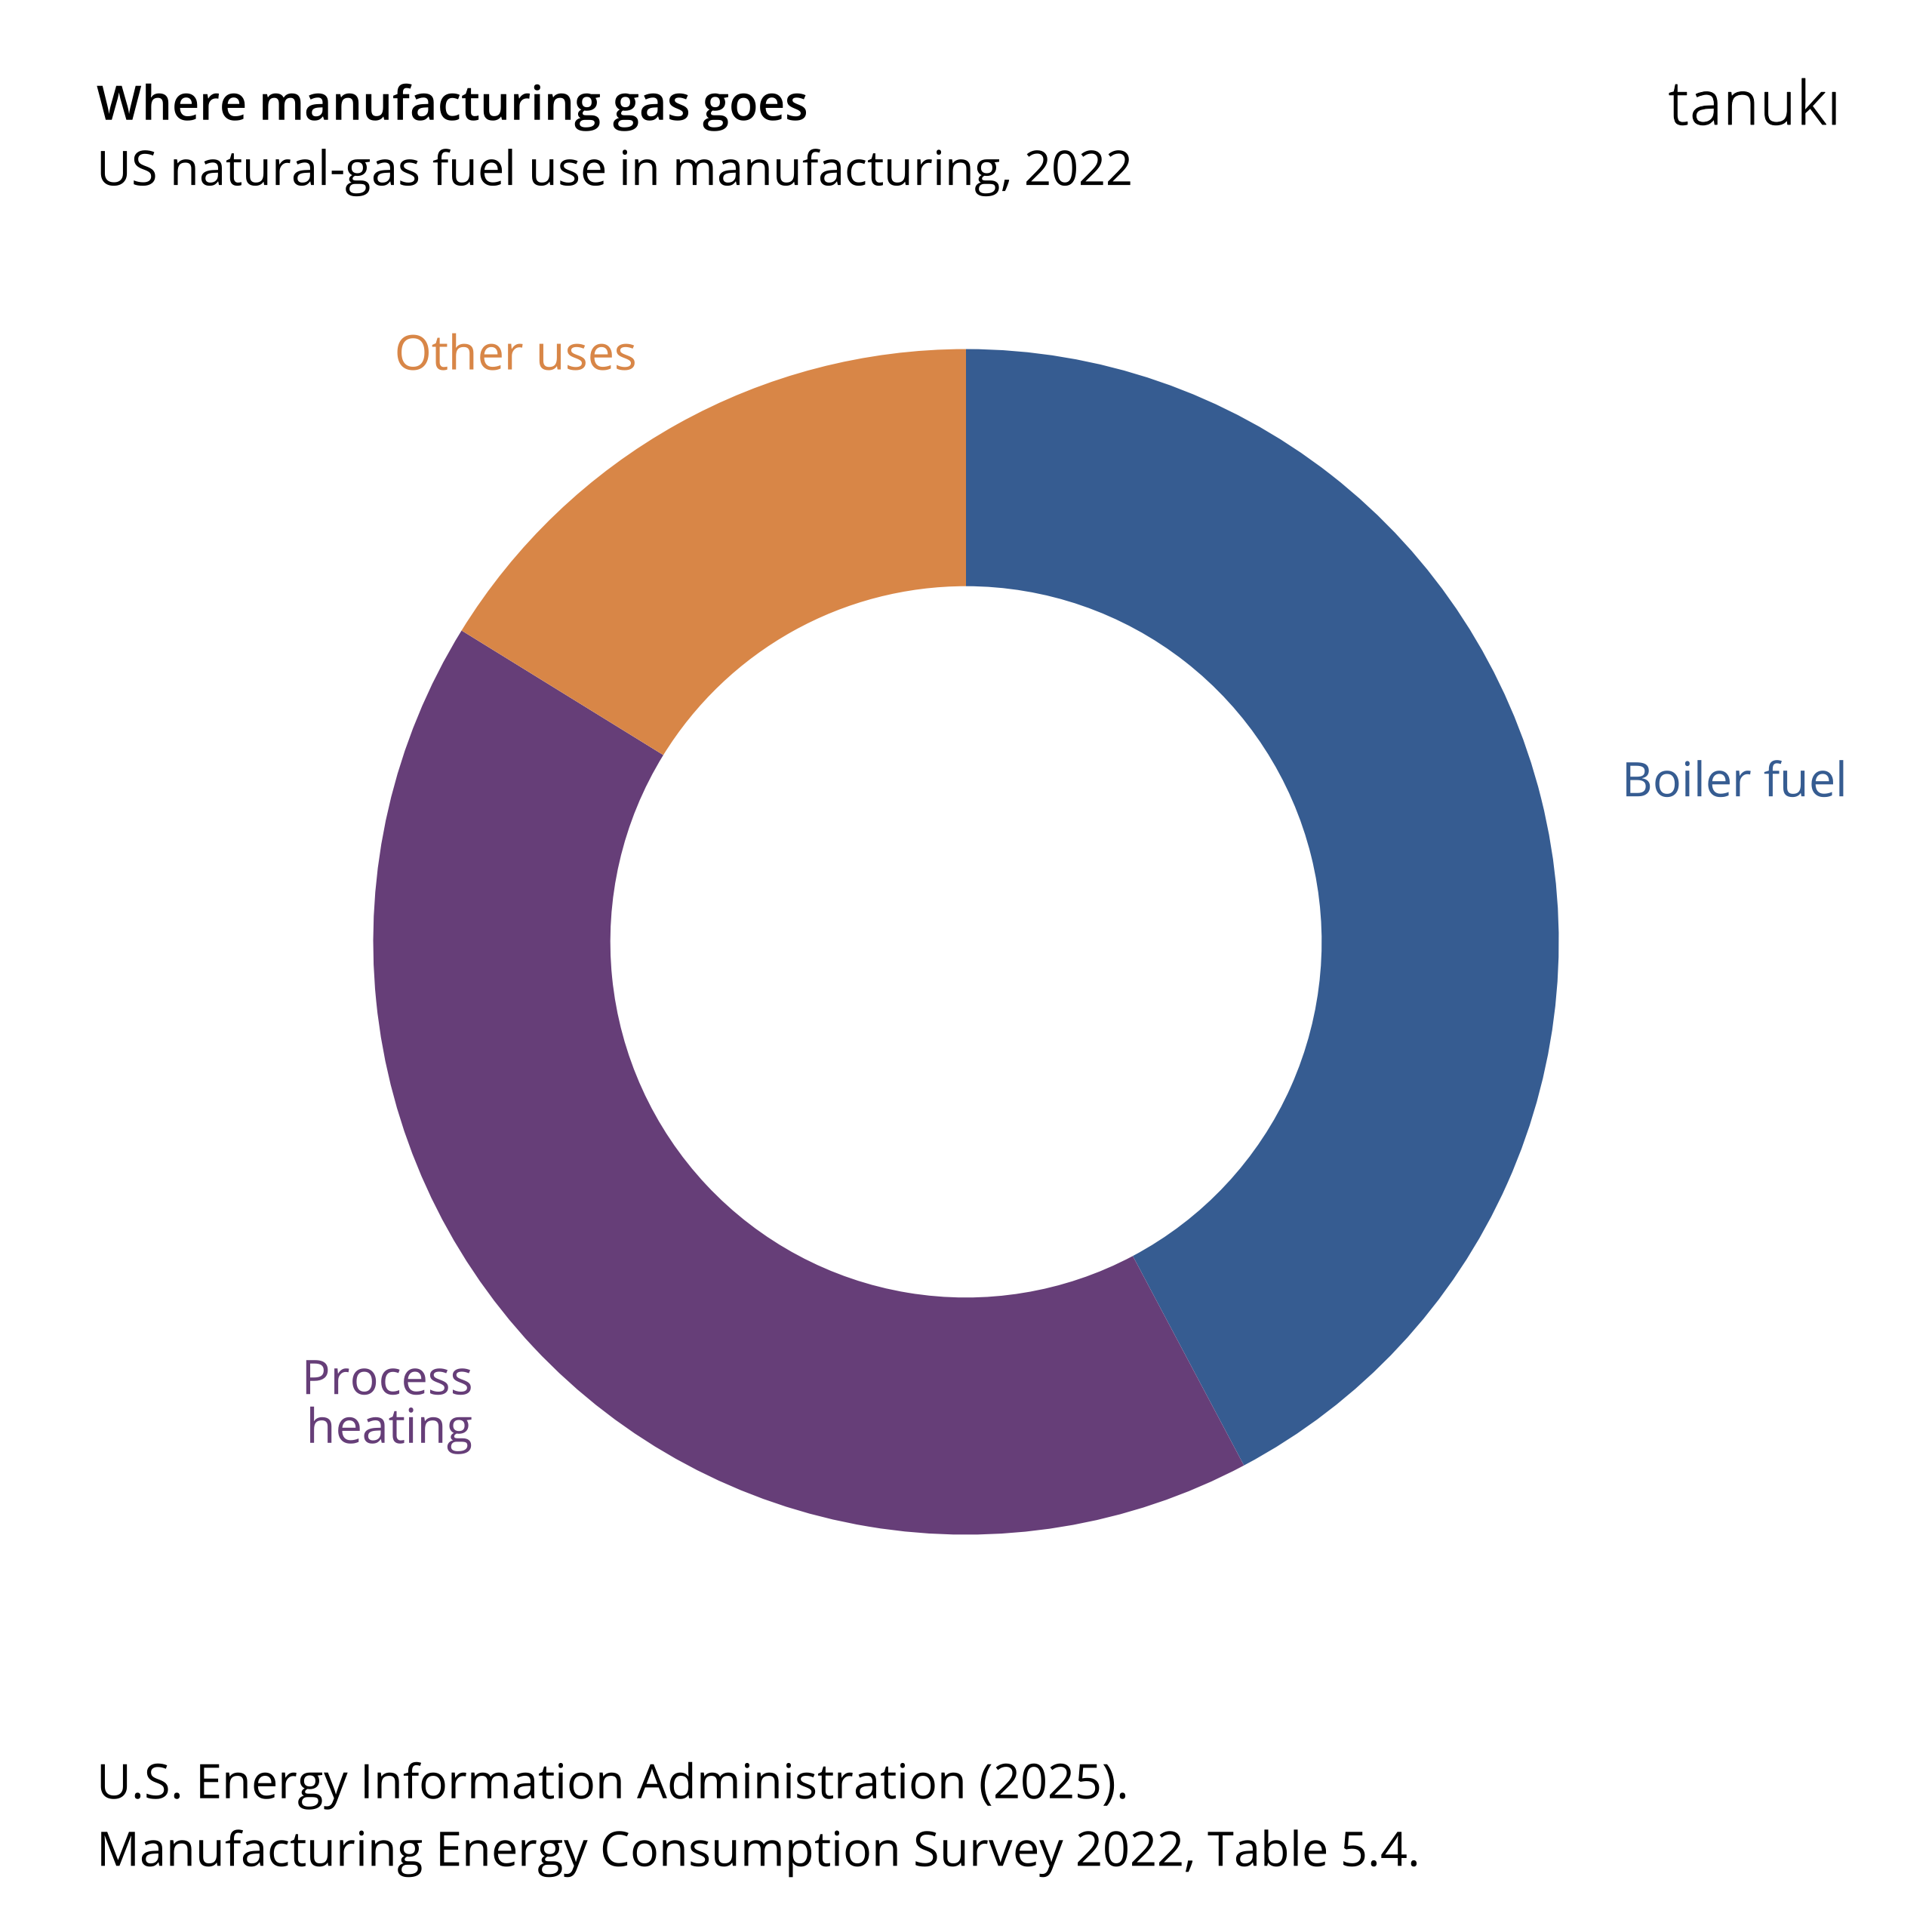 Where manufacturing gas goes
US natural-gas fuel use in manufacturing, 2022
tanukı
Other uses
Boiler fuel
Process
heating
U.S. Energy Information Administration (2025).
Manufacturing Energy Consumption Survey 2022, Table 5.4.